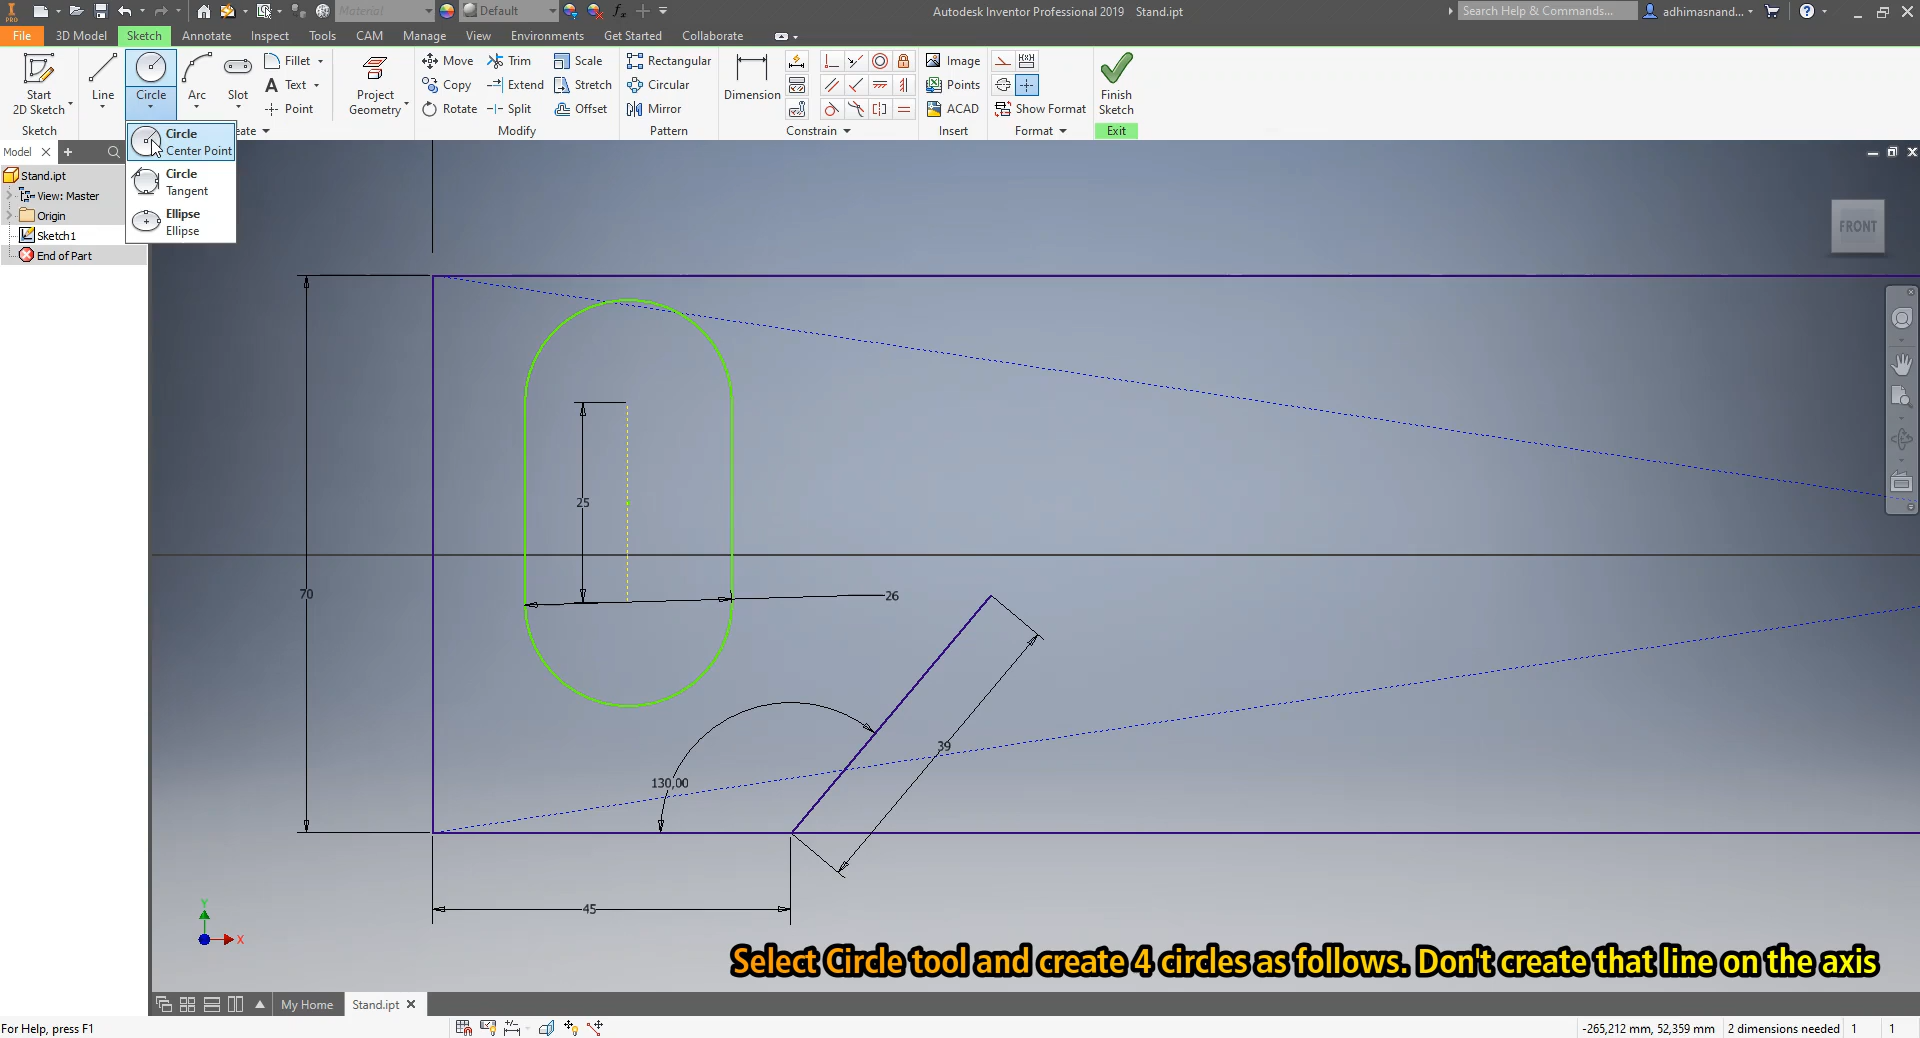 PRO
Material
Default
fx
Autodesk Inventor Professional 2019 Stand.ipt
Search Help & Commands...
adhimasnand...
File
3D Model
Sketch
Annotate
Inspect
Tools
CAM
Manage
View
Environments
Get Started
Collaborate
Start
2D Sketch
Line
Circle
Arc
Slot
Fillet
Text
Point
Project
Geometry
Move
Copy
Rotate
Trim
Extend
Split
Scale
Stretch
Offset
Rectangular
Circular
Mirror
Dimension
Image
Points
ACAD
Show Format
Finish
Sketch
Sketch
eate
Modify
Pattern
Constrain
Insert
Format
Exit
Circle
Center Point
Circle
Tangent
Ellipse
Ellipse
Model
Stand.ipt
View: Master
Origin
Sketch1
End of Part
FRONT
70
25
26
39
130,00
45
Y
X
Select Circle tool and create 4 circles as follows. Don't create that line on the axis
My Home
Stand.ipt
For Help, press F1
-265,212 mm, 52,359 mm
2 dimensions needed
1
1